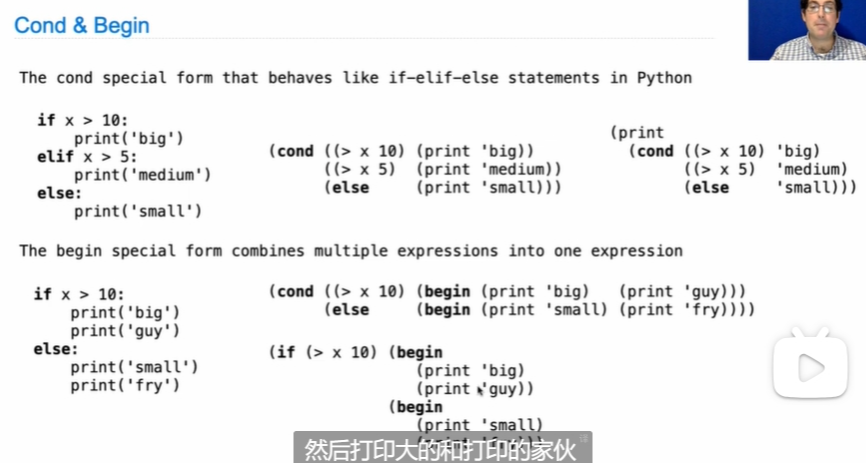 Cond & Begin
The cond special form that behaves like if-elif-else statements in Python
if x > 10:
print('big')
elif x > 5:
print('medium')
else:
print('small')
(cond ((> x 10) (print 'big))
((> x 5) (print 'medium))
(else (print 'small)))
(print
(cond ((> x 10) 'big)
((> x 5) 'medium)
(else 'small)))
The begin special form combines multiple expressions into one expression
if x > 10:
print('big')
print('guy')
else:
print('small')
print('fry')
(cond ((> x 10) (begin (print 'big) (print 'guy)))
(else (begin (print 'small) (print 'fry))))
(if (> x 10) (begin
(print 'big)
(print 'guy))
(begin
(print 'small)
然后打印大的和打印的家伙